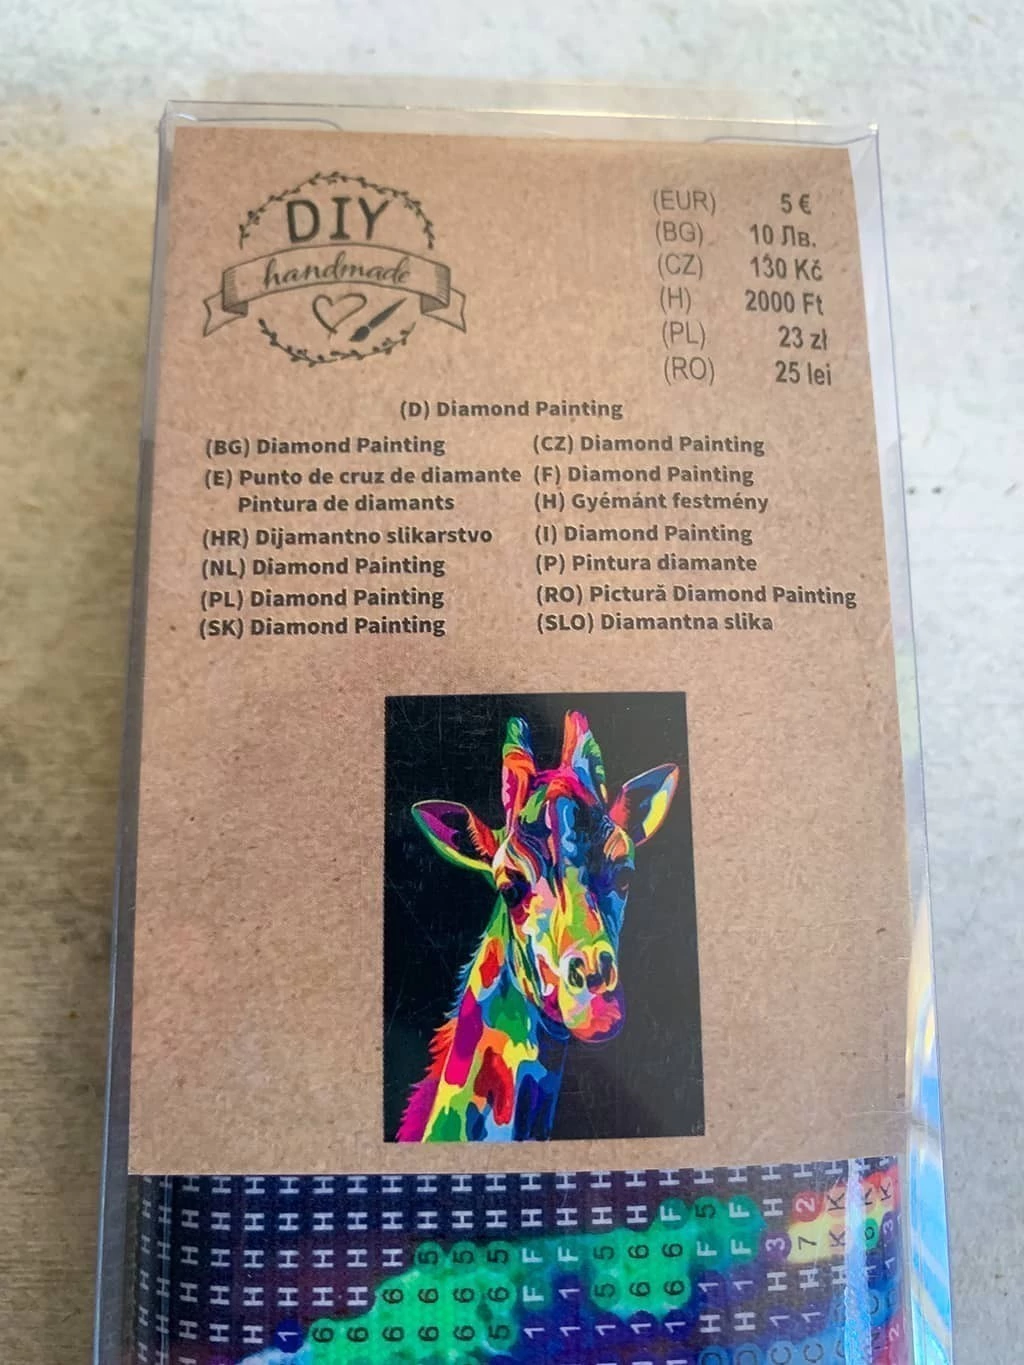 DIY
handmade
(EUR) 5 €
(BG) 10 Лв.
(CZ) 130 Kč
(H) 2000 Ft
(PL) 23 zł
(RO) 25 lei
(D) Diamond Painting
(BG) Diamond Painting
(E) Punto de cruz de diamante
Pintura de diamants
(HR) Dijamantno slikarstvo
(NL) Diamond Painting
(PL) Diamond Painting
(SK) Diamond Painting
(CZ) Diamond Painting
(F) Diamond Painting
(H) Gyémánt festmény
(I) Diamond Painting
(P) Pintura diamante
(RO) Pictură Diamond Painting
(SLO) Diamantna slika